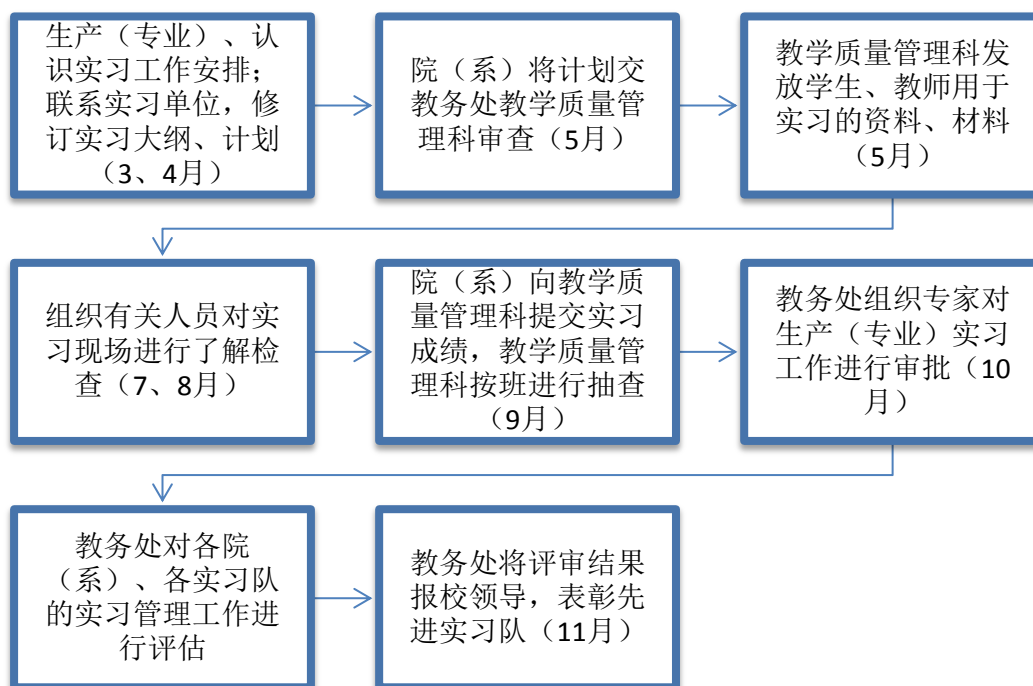 生产（专业）、认
识实习工作安排；
联系实习单位，修
订实习大纲、计划
（3、4月）
院（系）将计划交
教务处教学质量管
理科审查（5月）
教学质量管理科发
放学生、教师用于
实习的资料、材料
（5月）
组织有关人员对实
习现场进行了解检
查（7、8月）
院（系）向教学质
量管理科提交实习
成绩，教学质量管
理科按班进行抽查
（9月）
教务处组织专家对
生产（专业）实习
工作进行审批（10
月）
教务处对各院
（系）、各实习队
的实习管理工作进
行评估
教务处将评审结果
报校领导，表彰先
进实习队（11月）